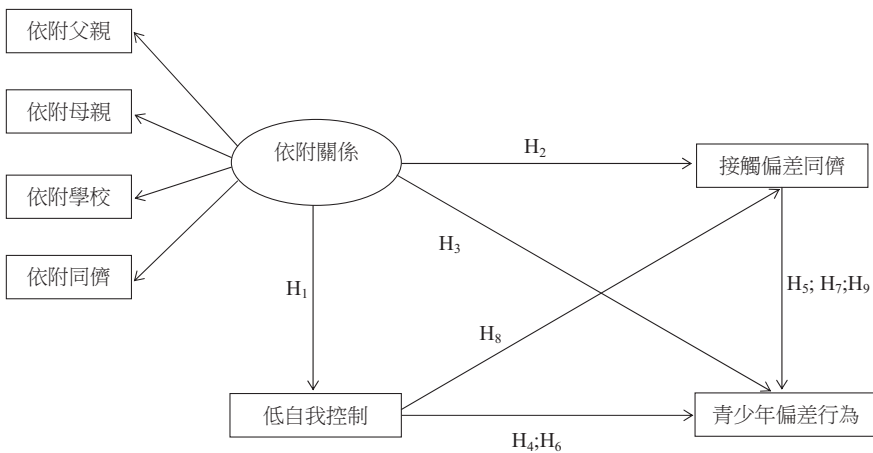 依附父親
依附母親
依附學校
依附同儕
依附關係
H₂
接觸偏差同儕
H₃
H₁
H₅; H₇;H₉
H₈
低自我控制
H₄;H₆
青少年偏差行為